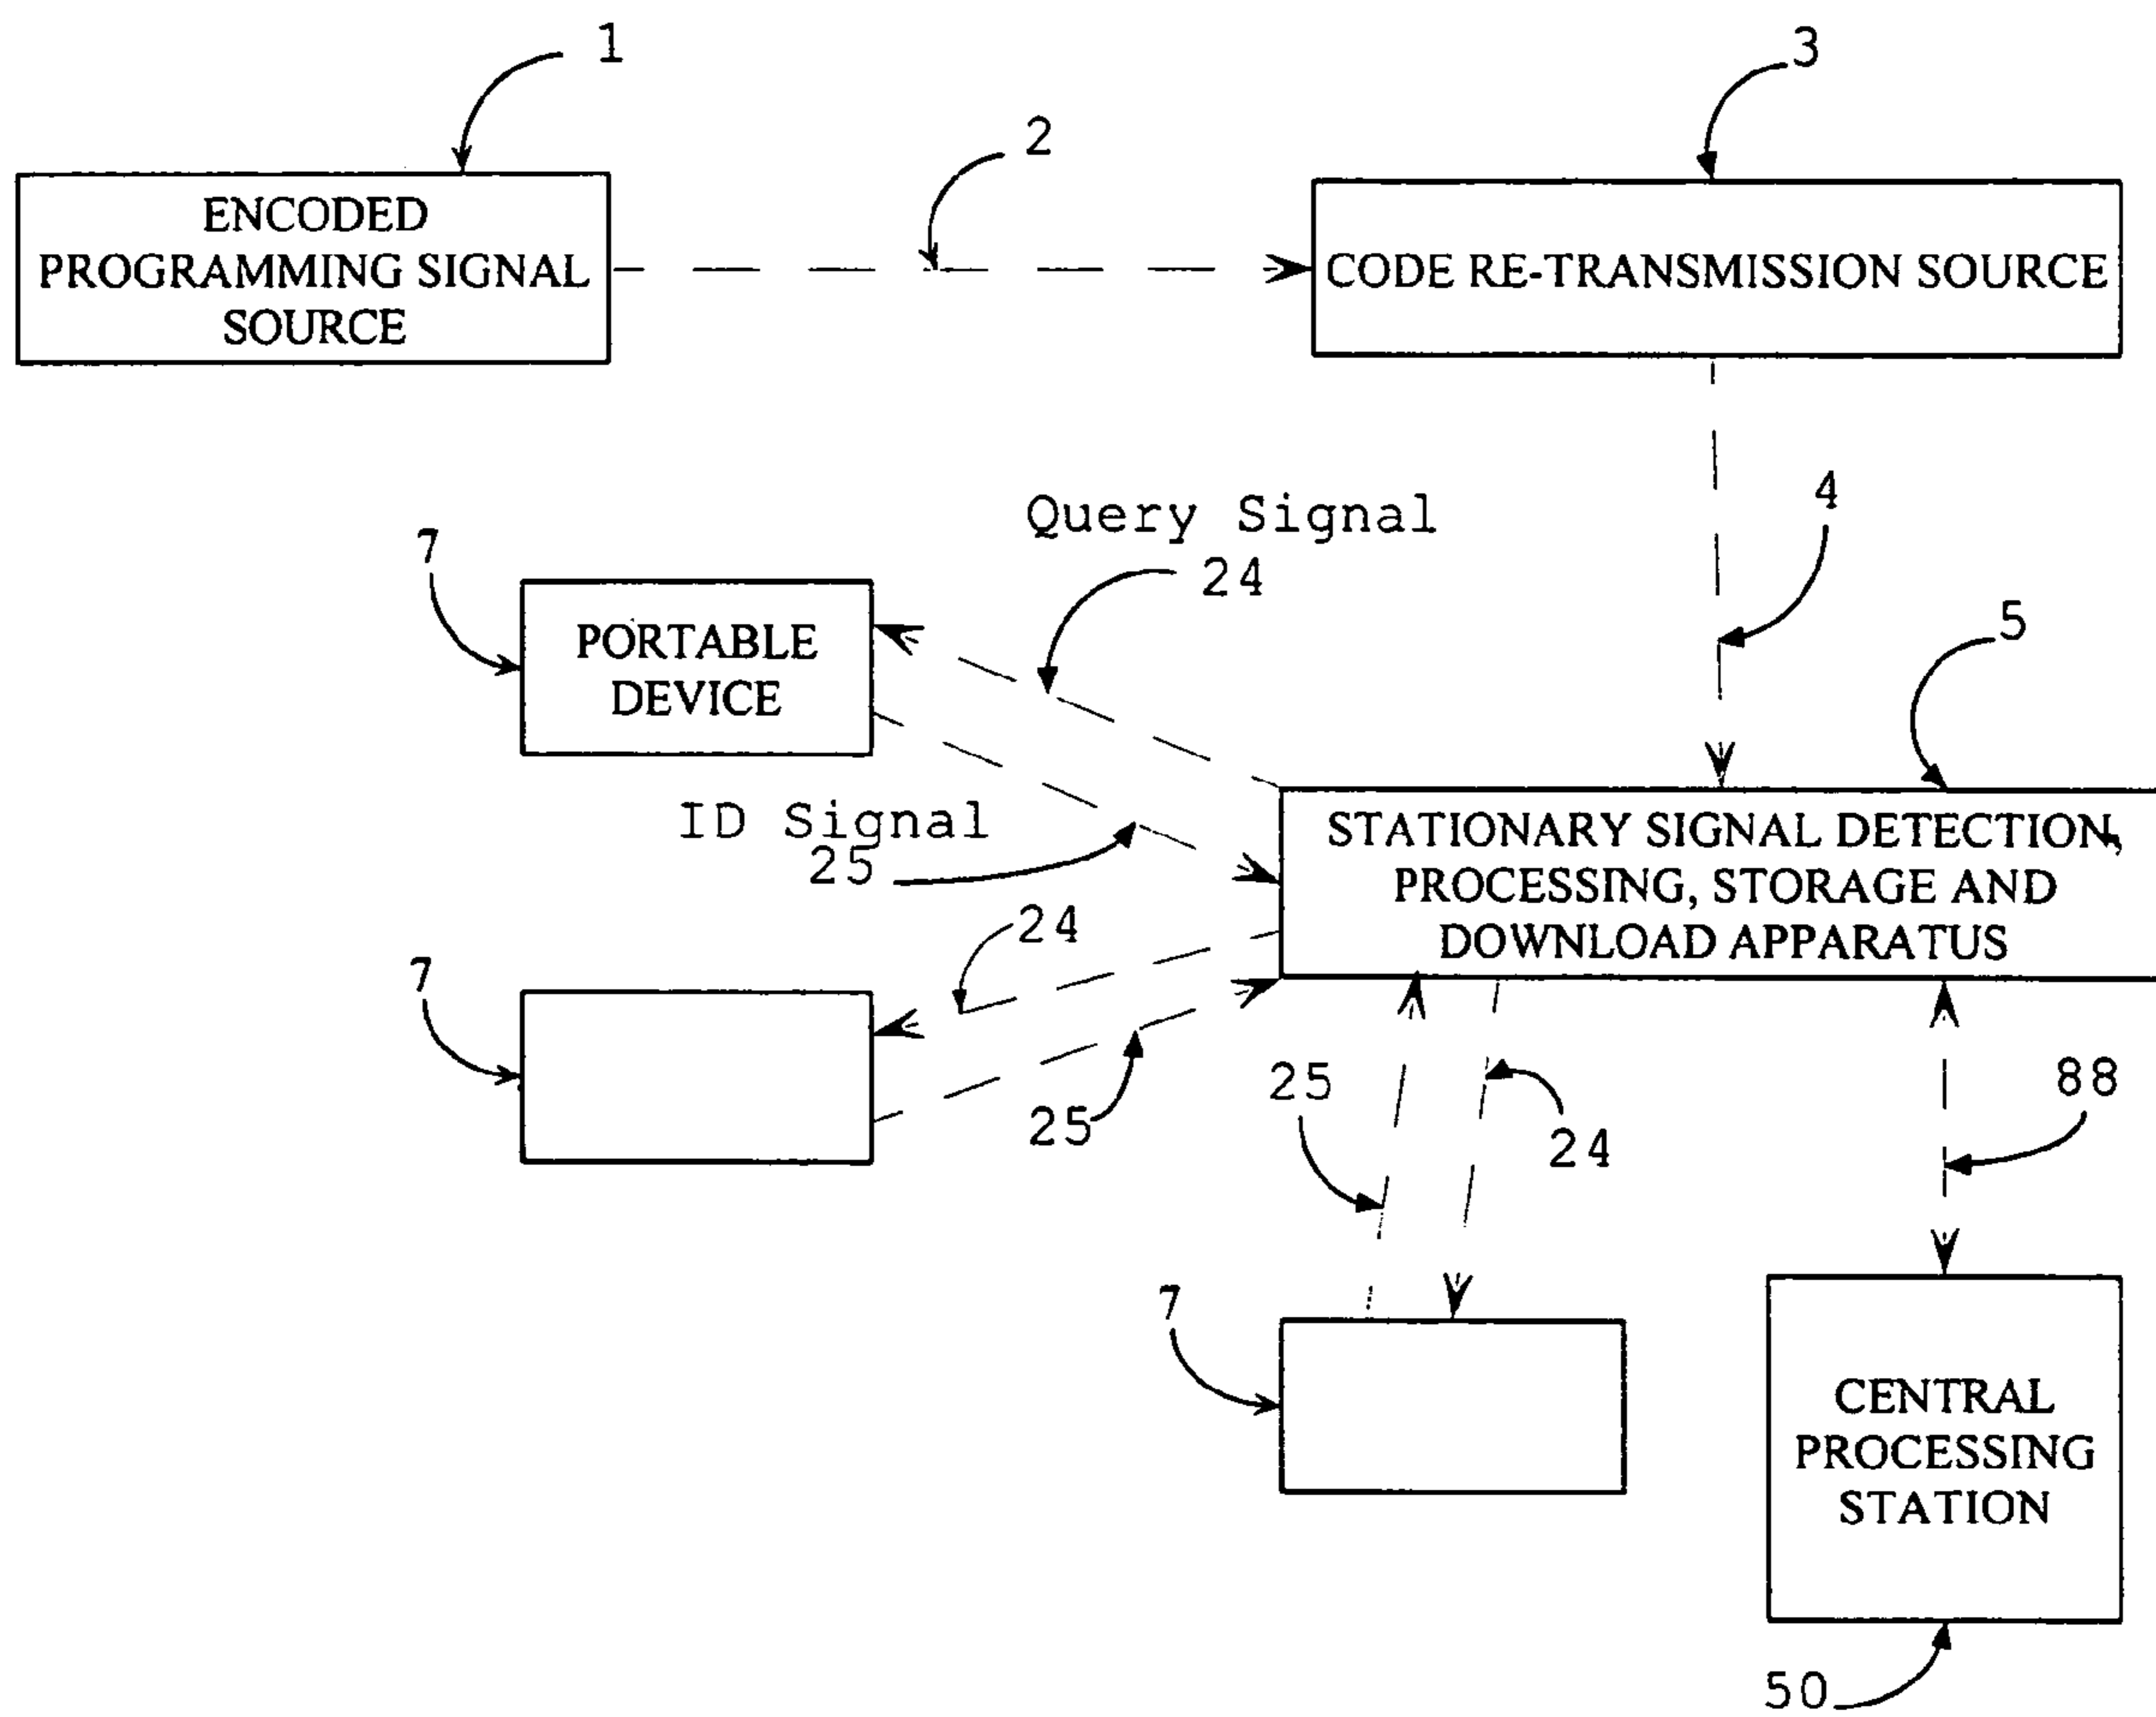 1
3
2
ENCODED
PROGRAMMING SIGNAL
SOURCE
CODE RE-TRANSMISSION SOURCE
4
Query Signal
24
7
PORTABLE
DEVICE
5
ID Signal
25
STATIONARY SIGNAL DETECTION,
PROCESSING, STORAGE AND
DOWNLOAD APPARATUS
24
7
25
25
24
88
7
CENTRAL
PROCESSING
STATION
50